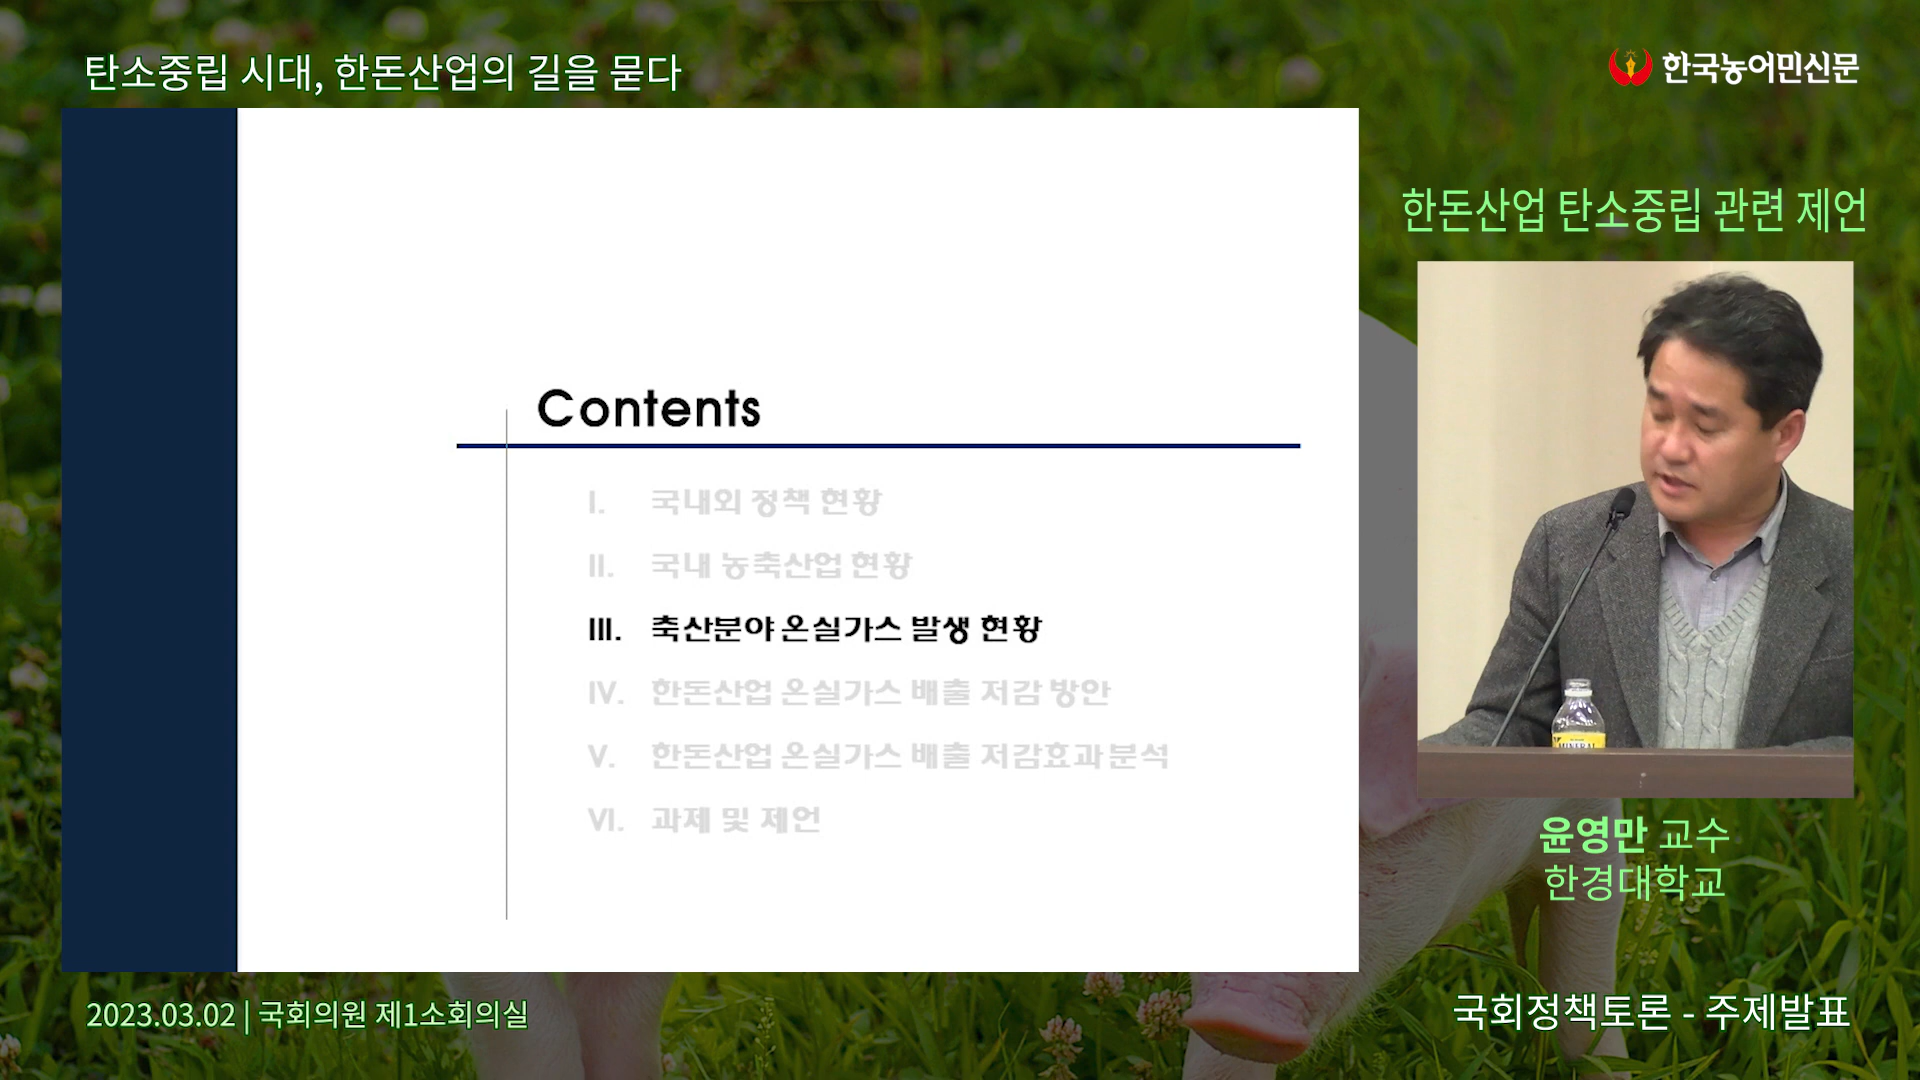 탄소중립 시대, 한돈산업의 길을 묻다
한국농어민신문
한돈산업 탄소중립 관련 제언
Contents
I. 국내외 정책 현황
II. 국내 농축산업 현황
III. 축산분야 온실가스 발생 현황
IV. 한돈산업 온실가스 배출 저감 방안
V. 한돈산업 온실가스 배출 저감효과 분석
VI. 과제 및 제언
MINERAL
윤영만 교수
한경대학교
2023.03.02 | 국회의원 제1소회의실
국회정책토론 - 주제발표